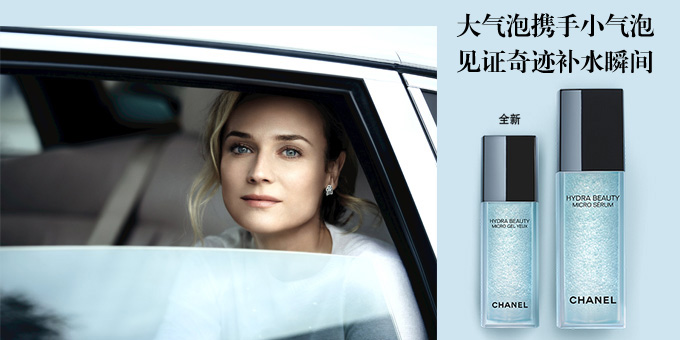 大气泡携手小气泡
见证奇迹补水瞬间
全新
HYDRA BEAUTY
MICRO GEL YEUX
CHANEL
HYDRA BEAUTY
MICRO SÉRUM
CHANEL